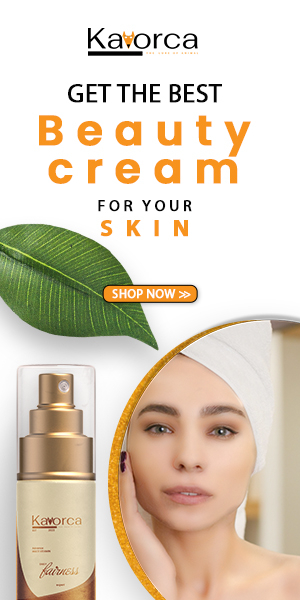 Kavorca
GET THE BEST
Beauty
cream
FOR YOUR
SKIN
SHOP NOW >>
Kavorca
fairness